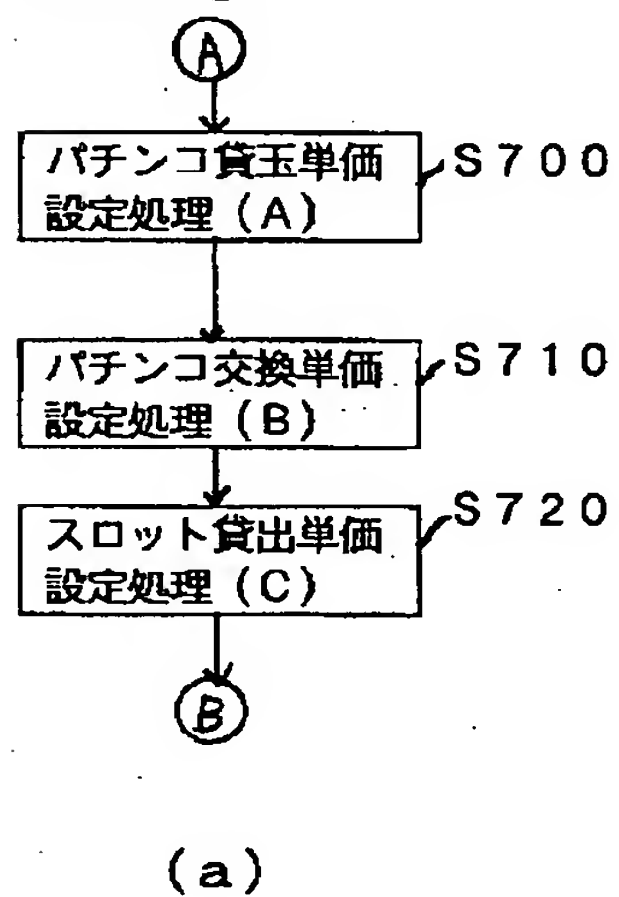 A
パチンコ貸玉単価
設定処理（A）
S700
パチンコ交換単価
設定処理（B）
S710
スロット貸出単価
設定処理（C）
S720
B
（a）